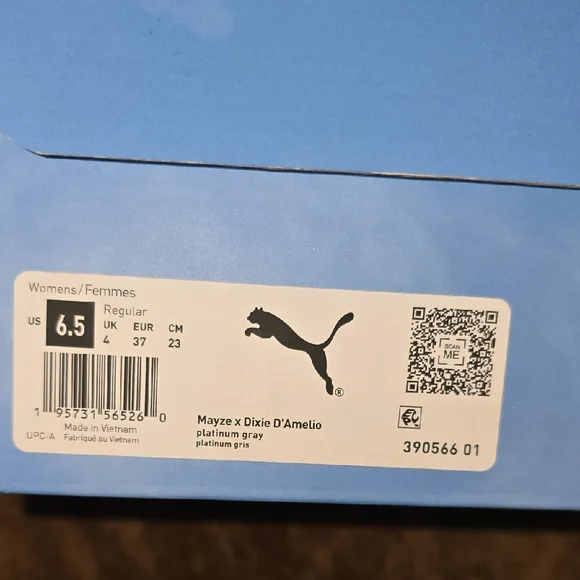 Womens/Femmes
Regular
US 6.5 UK EUR CM
4 37 23
1 95731 56526 0
Made in Vietnam
UPC-A Fabriqué au Vietnam
®
Mayze x Dixie D'Amelio
platinum gray
platinum gris
SCAN
ME
390566 01